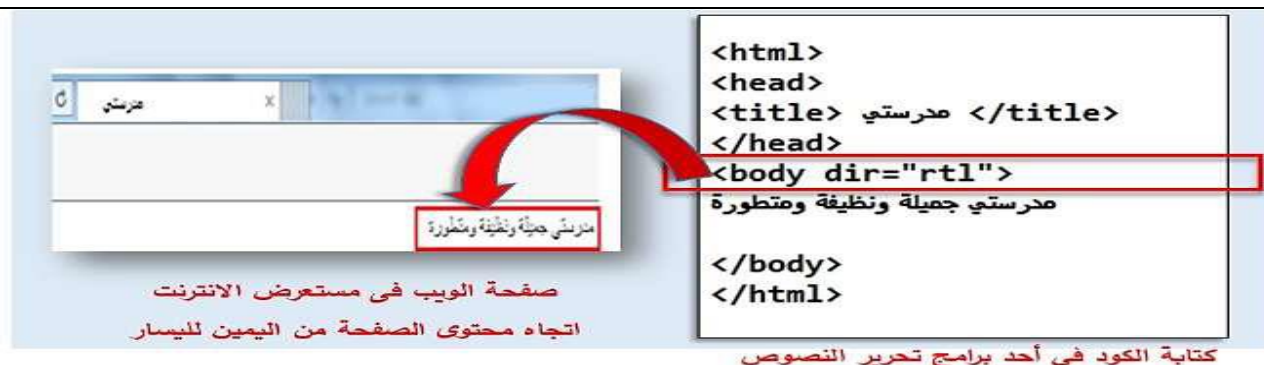 <html>
<head>
<title> مدرستي </title>
</head>
<body dir="rtl">
مدرستي جميلة ونظيفة ومتطورة
</body>
</html>
كتابة الكود في أحد برامج تحرير النصوص
مدرستي x
مدرستي جميلة ونظيفة ومتطورة
صفحة الويب فى مستعرض الانترنت
اتجاه محتوى الصفحة من اليمين لليسار